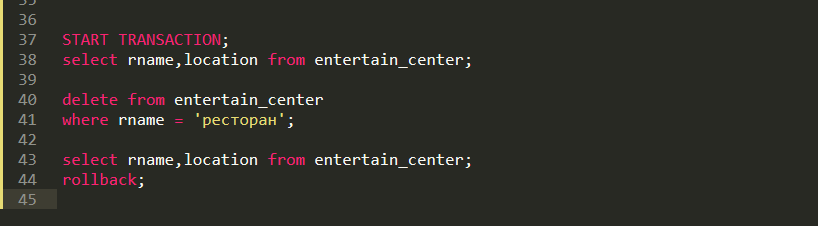 36
37 START TRANSACTION;
38 select rname,location from entertain_center;
39
40 delete from entertain_center
41 where rname = 'ресторан';
42
43 select rname,location from entertain_center;
44 rollback;
45